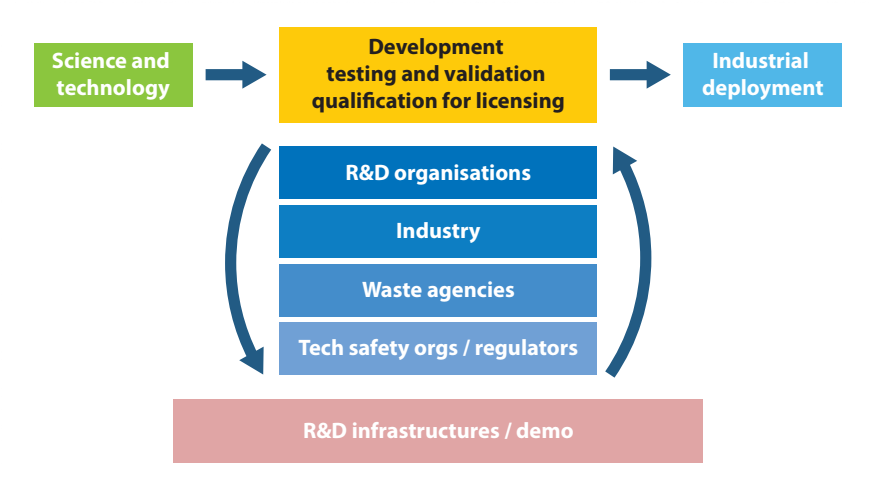 Science and
technology
Development
testing and validation
qualification for licensing
Industrial
deployment
R&D organisations
Industry
Waste agencies
Tech safety orgs / regulators
R&D infrastructures / demo